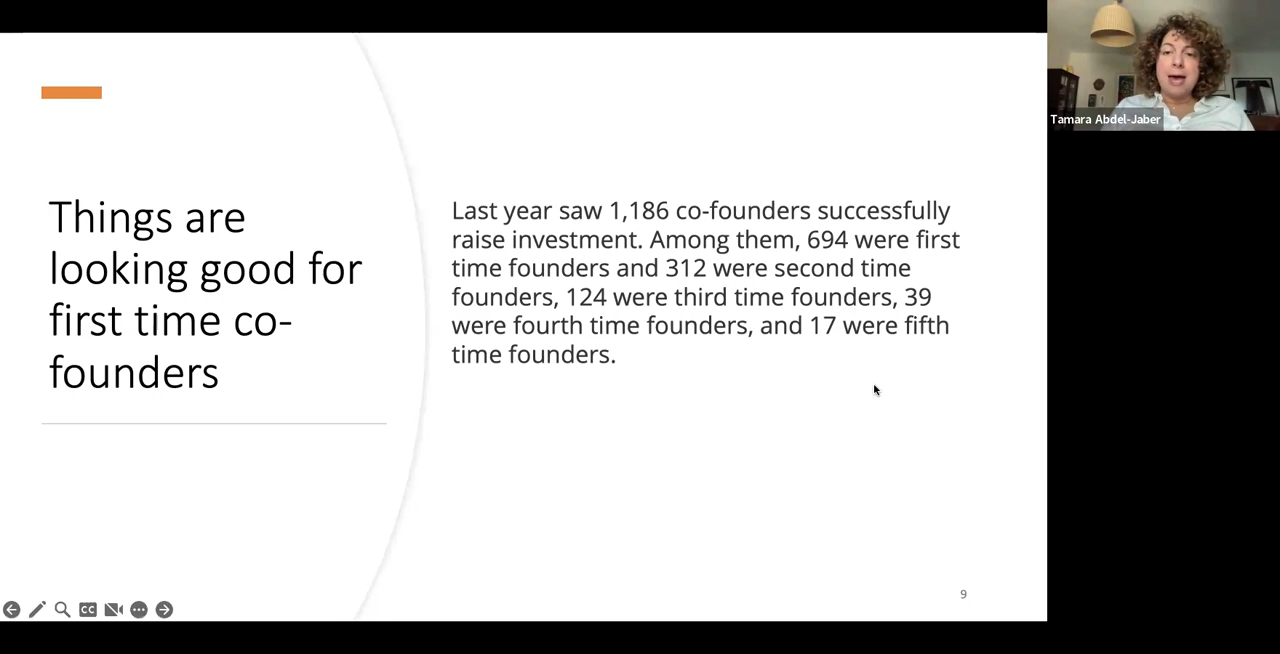 Things are
looking good for
first time co-
founders
Last year saw 1,186 co-founders successfully
raise investment. Among them, 694 were first
time founders and 312 were second time
founders, 124 were third time founders, 39
were fourth time founders, and 17 were fifth
time founders.
9
CC
Tamara Abdel-Jaber